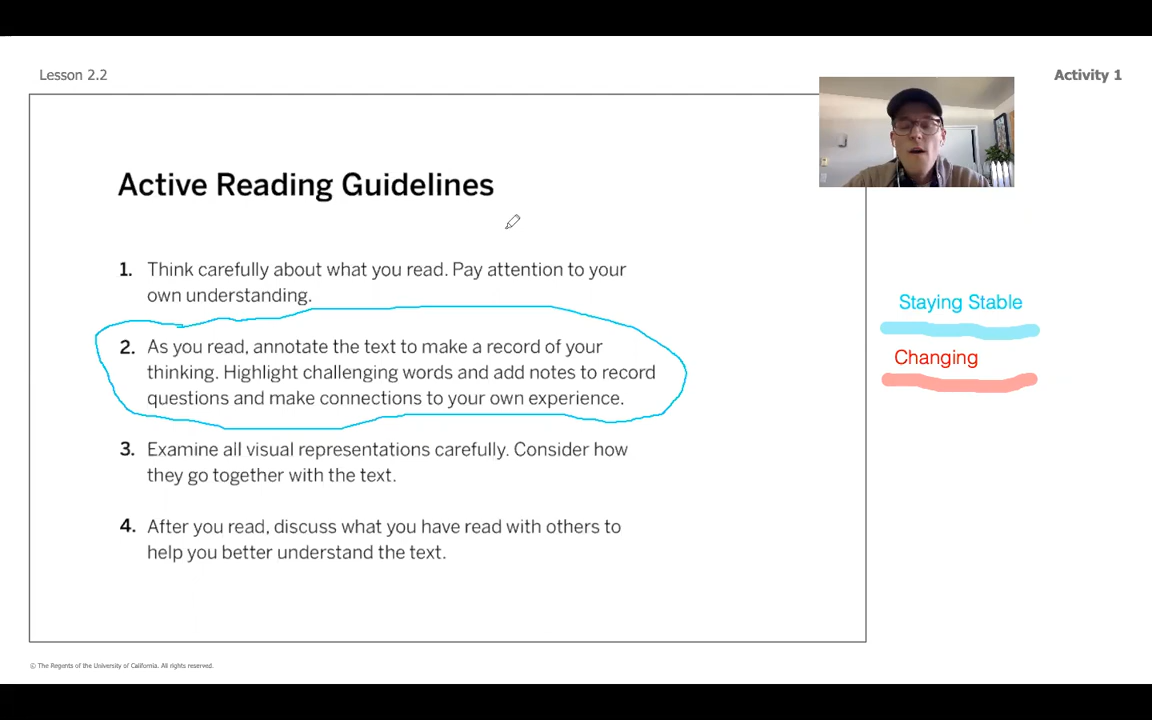 Lesson 2.2
Activity 1
Active Reading Guidelines
1. Think carefully about what you read. Pay attention to your
own understanding.
2. As you read, annotate the text to make a record of your
thinking. Highlight challenging words and add notes to record
questions and make connections to your own experience.
3. Examine all visual representations carefully. Consider how
they go together with the text.
4. After you read, discuss what you have read with others to
help you better understand the text.
Staying Stable
Changing
© The Regents of the University of California. All rights reserved.